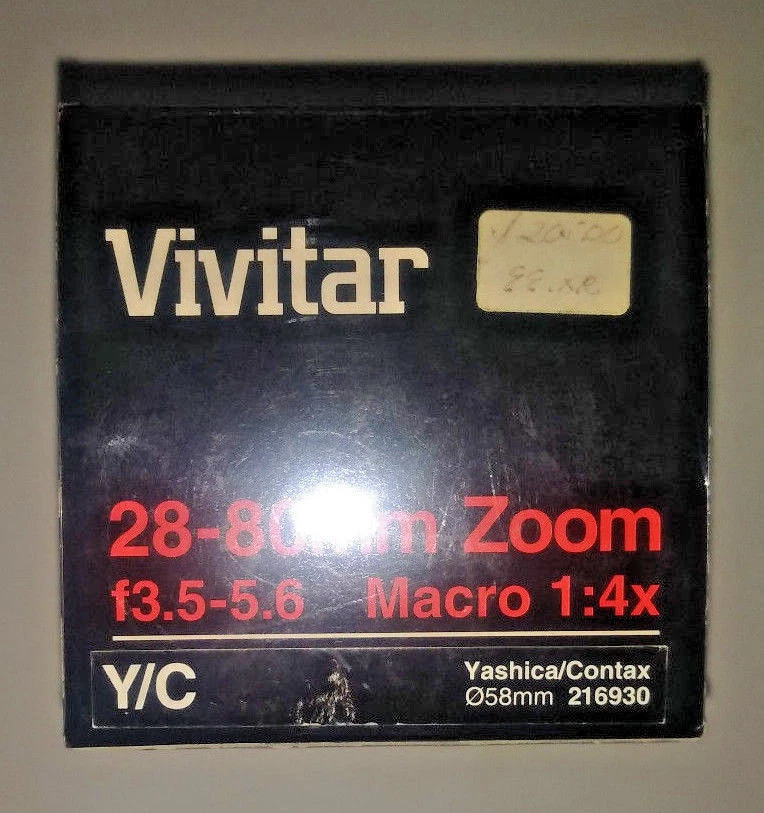 Vivitar
28-80mm Zoom
f3.5-5.6 Macro 1:4x
Y/C
Yashica/Contax
Ø58mm 216930